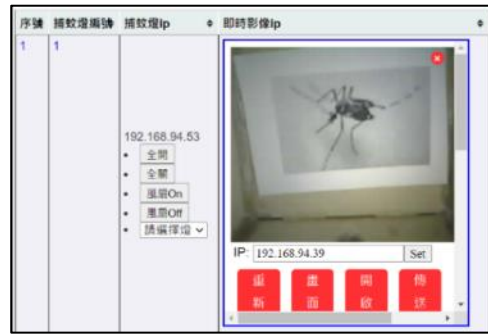 序號 捕蚊燈編號 捕蚊燈ip 即時影像ip
1 1
192.168.94.53
全開
全關
風扇On
風扇Off
請選擇燈
IP: 192.168.94.39 Set
重新 畫面 開啟 傳送